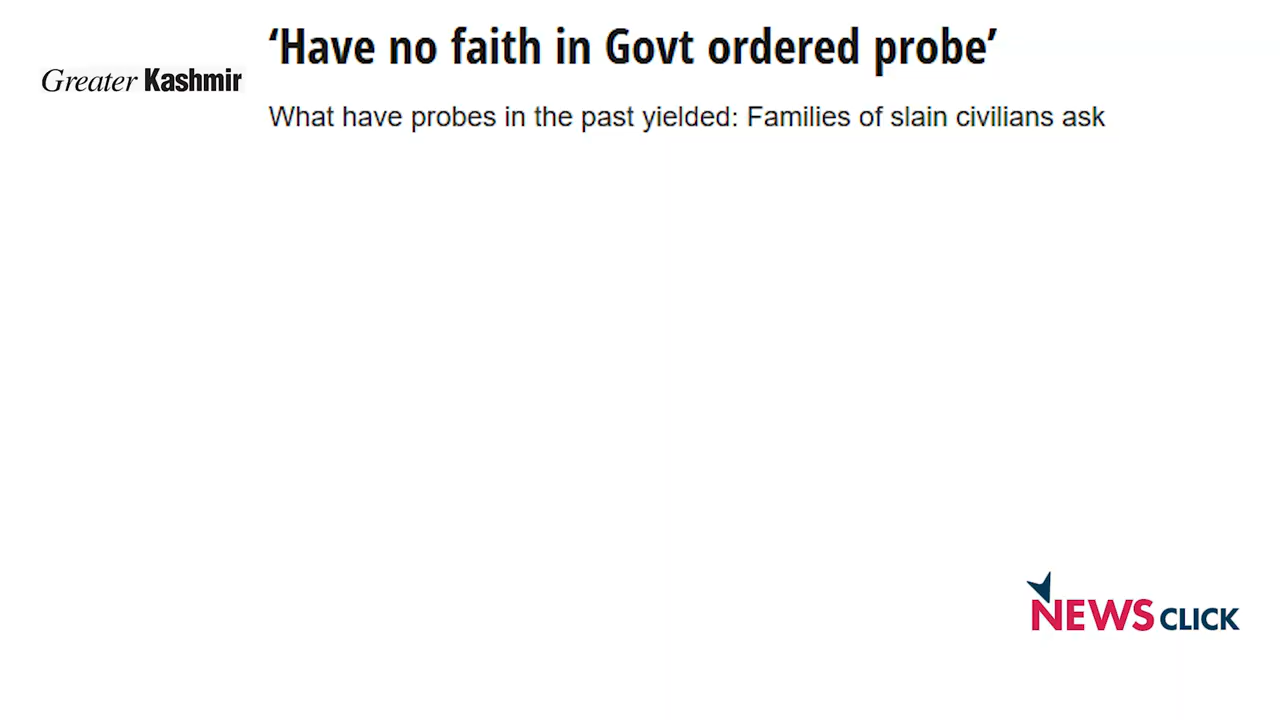 ‘Have no faith in Govt ordered probe’
Greater Kashmir
What have probes in the past yielded: Families of slain civilians ask
NEWS CLICK